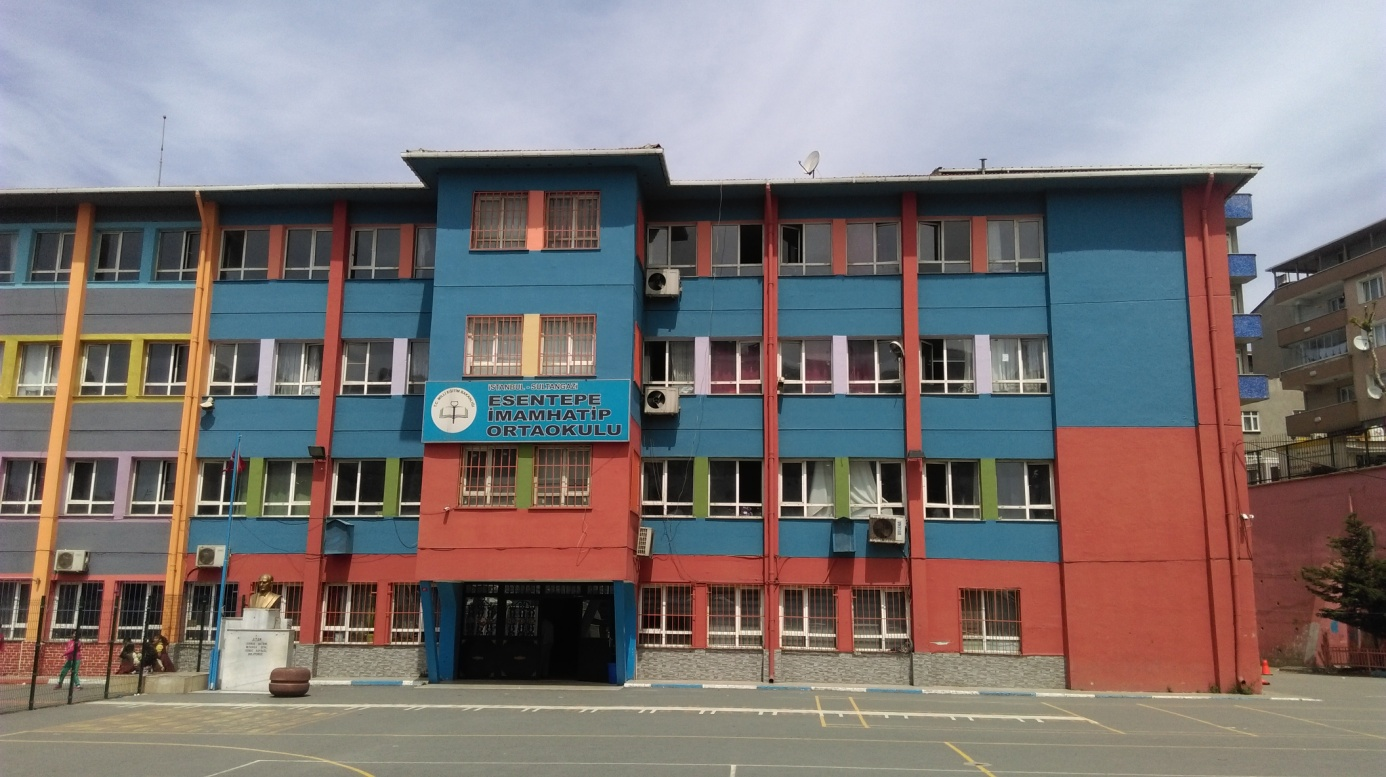 İSTANBUL - SULTANGAZİ
ESENTEPE
İMAMHATİP
ORTAOKULU